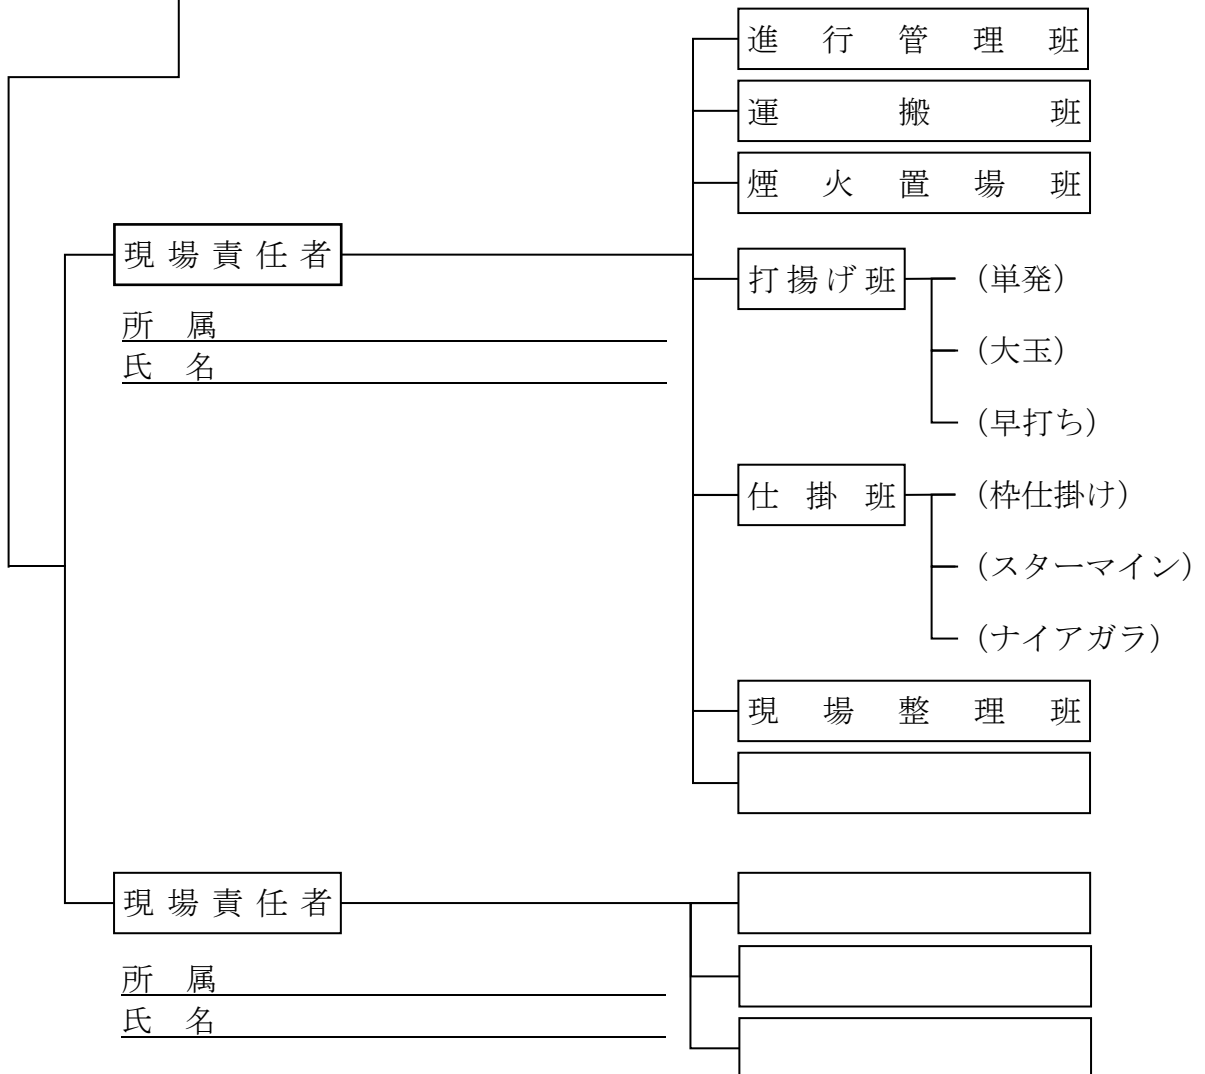 進行管理班
運搬班
煙火置場班
現場責任者
打揚げ班 (単発)
所属
(大玉)
氏名
(早打ち)
仕掛班 (枠仕掛け)
(スターマイン)
(ナイアガラ)
現場整理班
現場責任者
所属
氏名